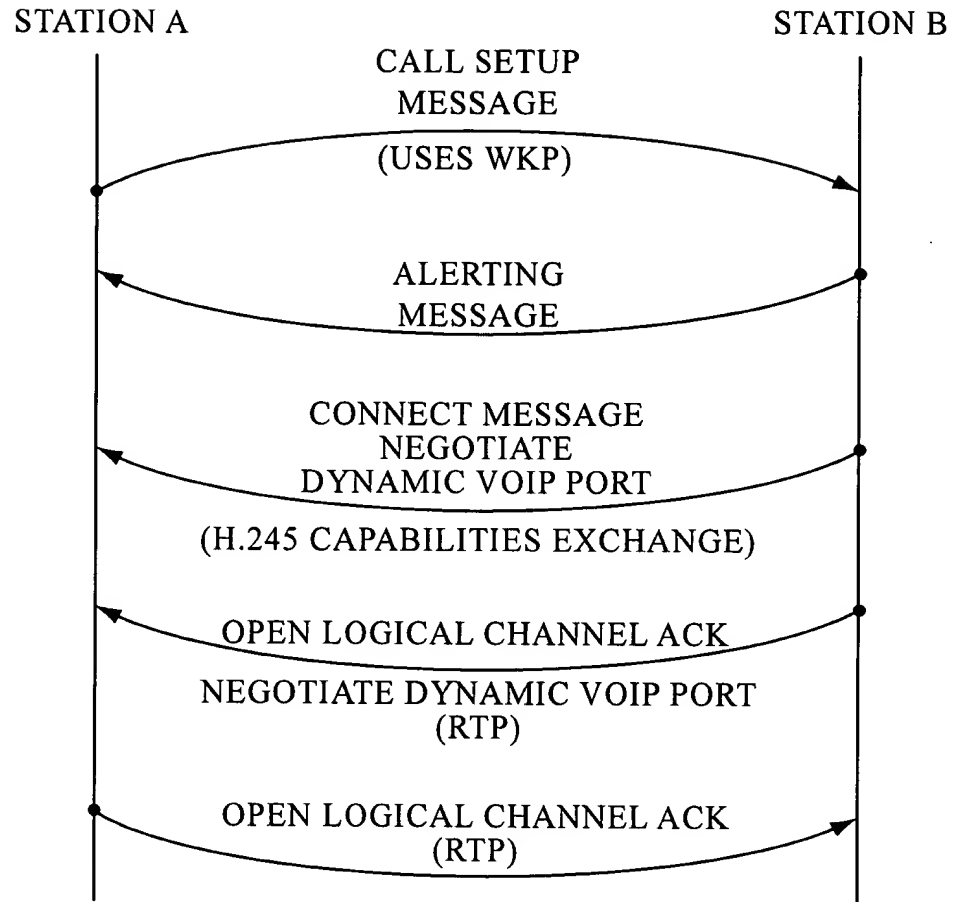 STATION A
STATION B
CALL SETUP
MESSAGE
(USES WKP)
ALERTING
MESSAGE
CONNECT MESSAGE
NEGOTIATE
DYNAMIC VOIP PORT
(H.245 CAPABILITIES EXCHANGE)
OPEN LOGICAL CHANNEL ACK
NEGOTIATE DYNAMIC VOIP PORT
(RTP)
OPEN LOGICAL CHANNEL ACK
(RTP)